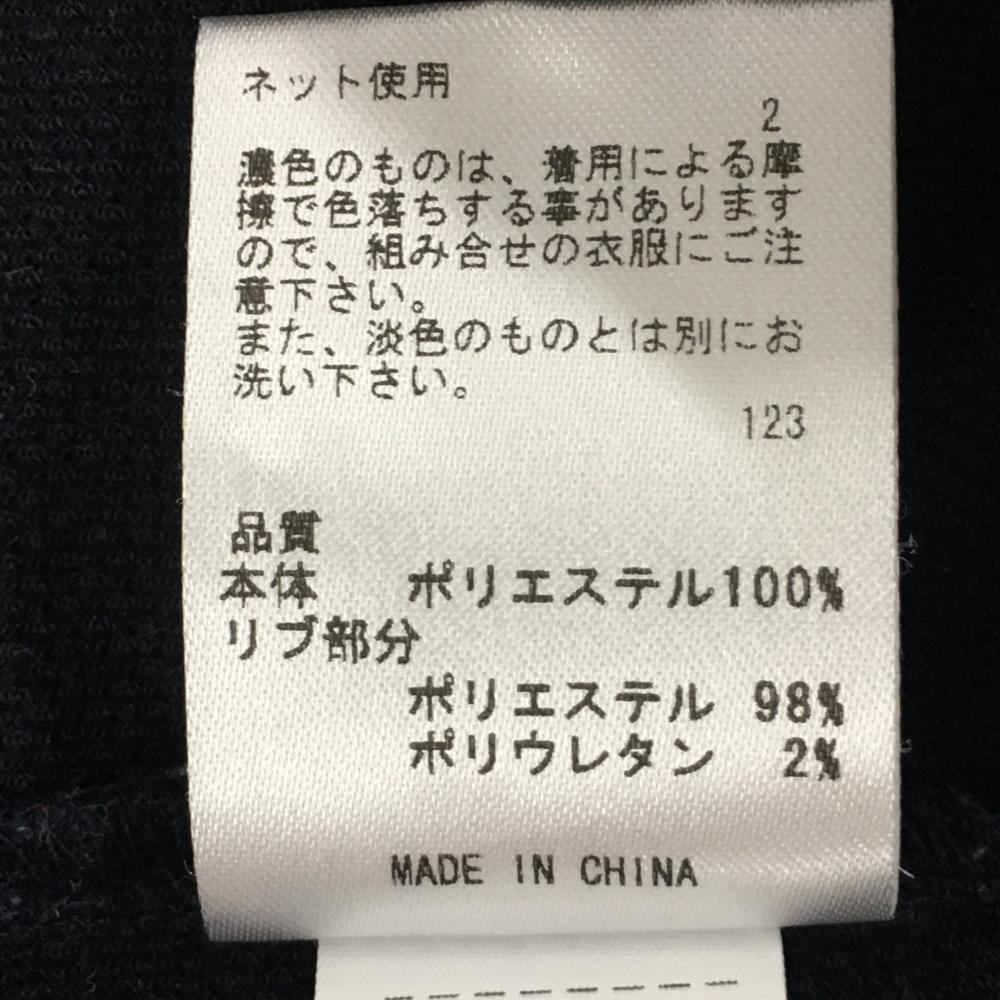 ネット使用
2
濃色のものは、着用による摩
擦で色落ちする事があります
ので、組み合せの衣服にご注
意下さい。
また、淡色のものとは別にお
洗い下さい。
123
品質
本体 ポリエステル100%
リブ部分
ポリエステル 98%
ポリウレタン 2%
MADE IN CHINA